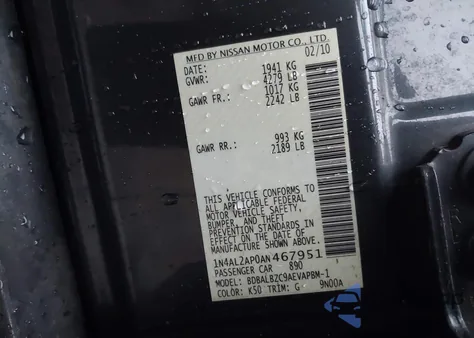 MFD BY NISSAN MOTOR CO., LTD.
DATE: 02/10
GVWR: 1941 KG
4279 LB
GAWR FR.: 1017 KG
2242 LB
GAWR RR.: 993 KG
2189 LB
THIS VEHICLE CONFORMS TO
ALL APPLICABLE FEDERAL
MOTOR VEHICLE SAFETY,
BUMPER, AND THEFT
PREVENTION STANDARDS IN
EFFECT ON THE DATE OF
MANUFACTURE SHOWN ABOVE.
1N4AL2AP0AN467951
PASSENGER CAR 890
MODEL: BDBALBZC9AEVAPBM-1
COLOR: K50 TRIM: G 9N00A